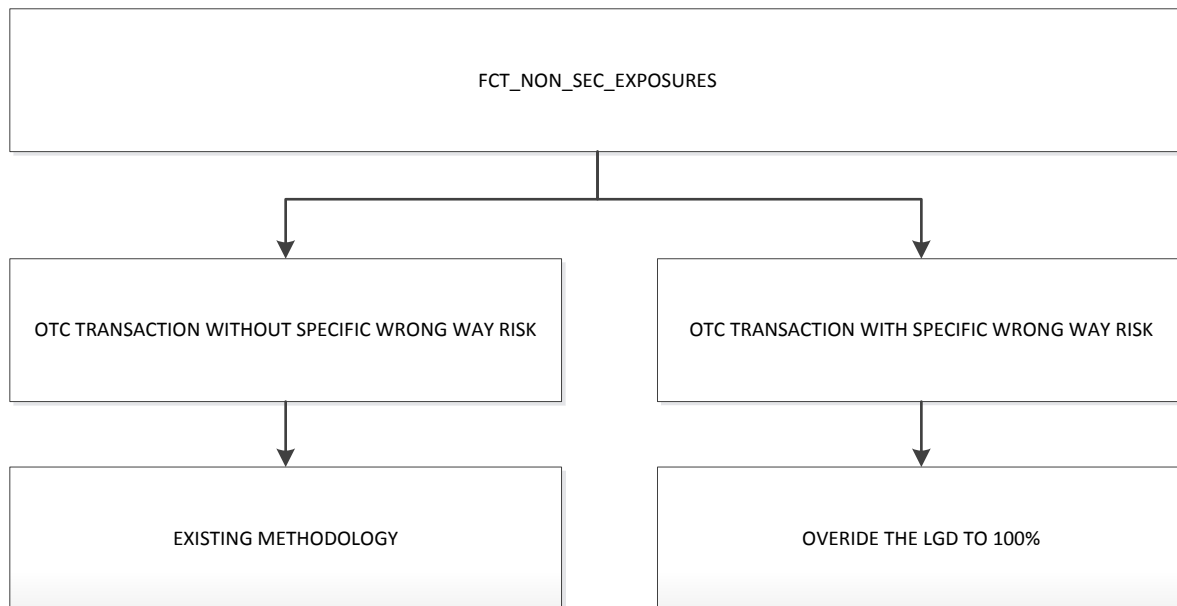 FCT_NON_SEC_EXPOSURES
OTC TRANSACTION WITHOUT SPECIFIC WRONG WAY RISK
OTC TRANSACTION WITH SPECIFIC WRONG WAY RISK
EXISTING METHODOLOGY
OVERIDE THE LGD TO 100%